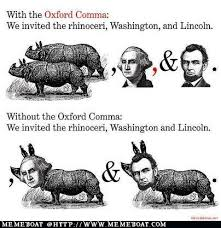 With the Oxford Comma:
We invited the rhinoceri, Washington, and Lincoln.
, , & .
Without the Oxford Comma:
We invited the rhinoceri, Washington and Lincoln.
, & .
MEMEBOAT @HTTP://WWW.MEMEBOAT.COM